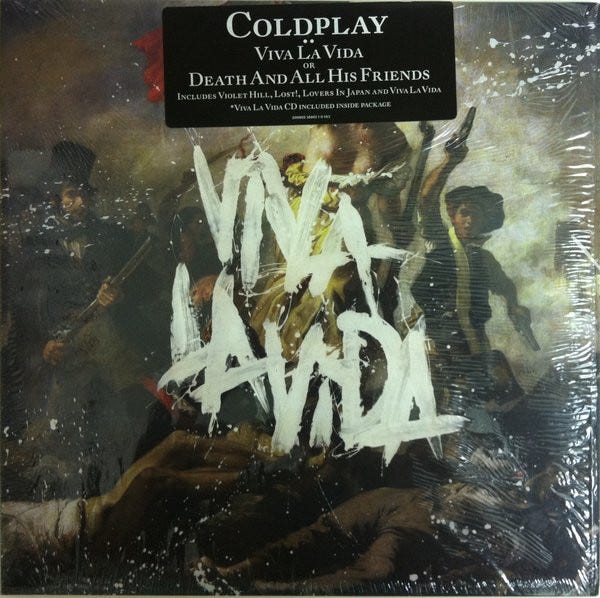 COLDPLAY
VIVA LA VIDA
OR
DEATH AND ALL HIS FRIENDS
INCLUDES VIOLET HILL, LOST!, LOVERS IN JAPAN AND VIVA LA VIDA
*VIVA LA VIDA CD INCLUDED INSIDE PACKAGE
VIVA
LA VIDA